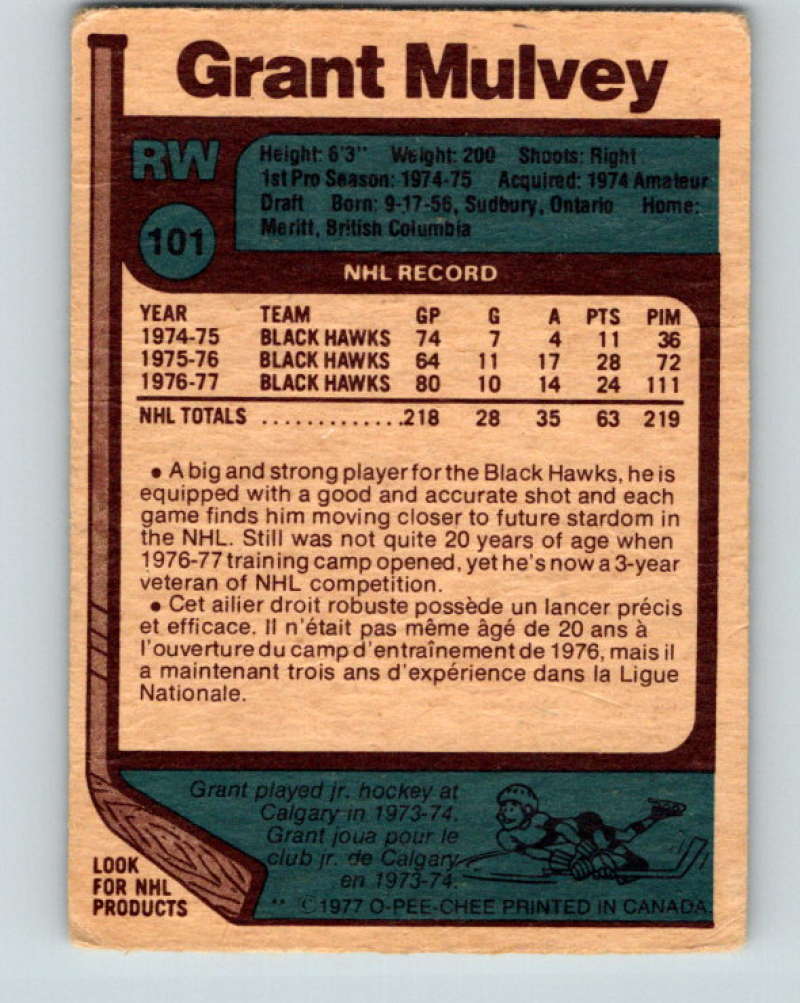 Grant Mulvey
RW
Height: 6'3" Weight: 200 Shoots: Right
1st Pro Season: 1974-75 Acquired: 1974 Amateur
Draft Born: 9-17-56, Sudbury, Ontario Home:
Meritt, British Columbia
101
NHL RECORD
YEAR TEAM GP G A PTS PIM
1974-75 BLACK HAWKS 74 7 4 11 36
1975-76 BLACK HAWKS 64 11 17 28 72
1976-77 BLACK HAWKS 80 10 14 24 111
NHL TOTALS .............218 28 35 63 219
• A big and strong player for the Black Hawks, he is
equipped with a good and accurate shot and each
game finds him moving closer to future stardom in
the NHL. Still was not quite 20 years of age when
1976-77 training camp opened, yet he's now a 3-year
veteran of NHL competition.
• Cet ailier droit robuste possède un lancer précis
et efficace. Il n'était pas même âgé de 20 ans à
l'ouverture du camp d'entraînement de 1976, mais il
a maintenant trois ans d'expérience dans la Ligue
Nationale.
Grant played jr. hockey at
Calgary in 1973-74.
Grant joua pour le
club jr. de Calgary
en 1973-74.
LOOK
FOR NHL
PRODUCTS
** ©1977 O-PEE-CHEE PRINTED IN CANADA